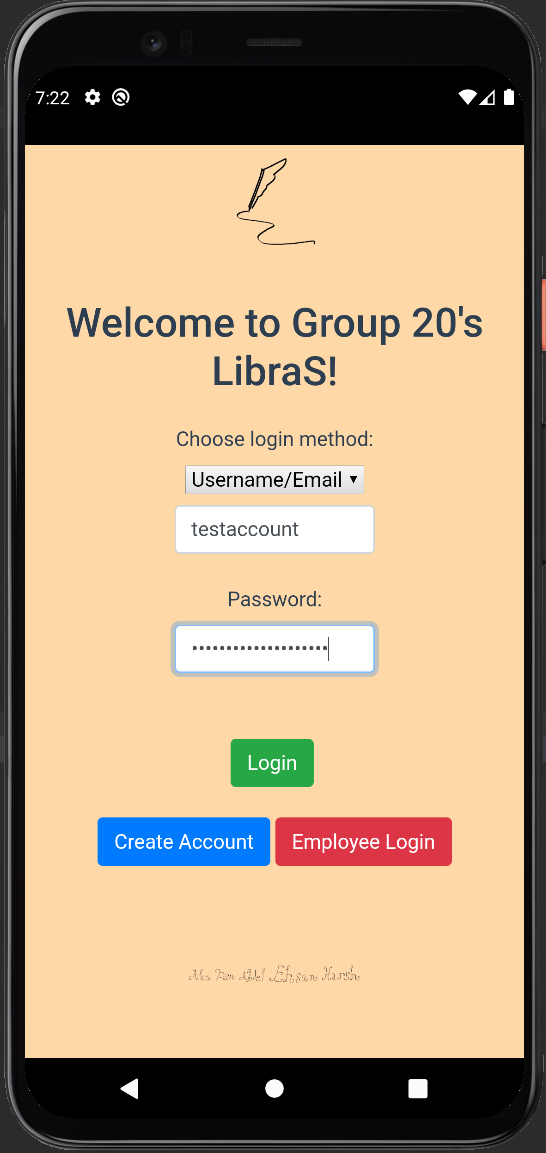 7:22
Welcome to Group 20's
LibraS!
Choose login method:
Username/Email
testaccount
Password:
••••••••••••••••••••
Login
Create Account Employee Login
Ehsan Harsh